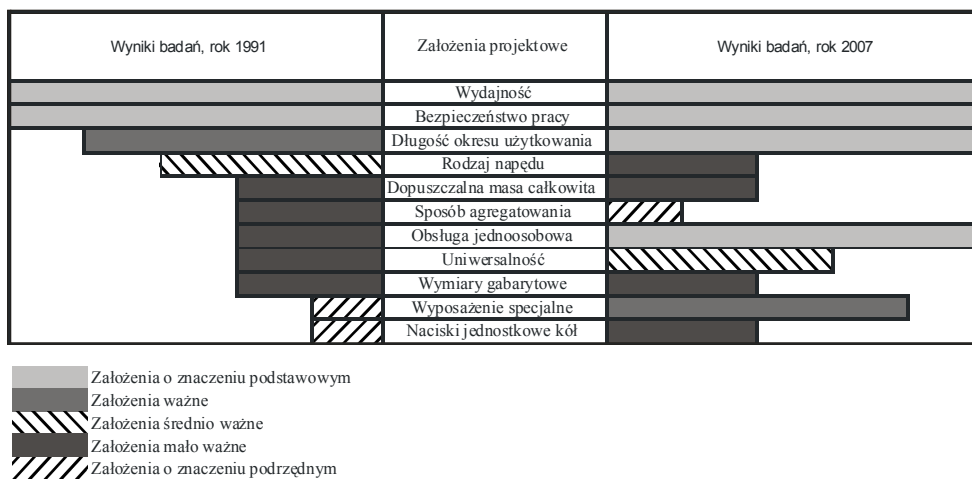 Wyniki badań, rok 1991
Założenia projektowe
Wyniki badań, rok 2007
Wydajność
Bezpieczeństwo pracy
Długość okresu użytkowania
Rodzaj napędu
Dopuszczalna masa całkowita
Sposób agregatowania
Obsługa jednoosobowa
Uniwersalność
Wymiary gabarytowe
Wyposażenie specjalne
Naciski jednostkowe kół
Założenia o znaczeniu podstawowym
Założenia ważne
Założenia średnio ważne
Założenia mało ważne
Założenia o znaczeniu podrzędnym